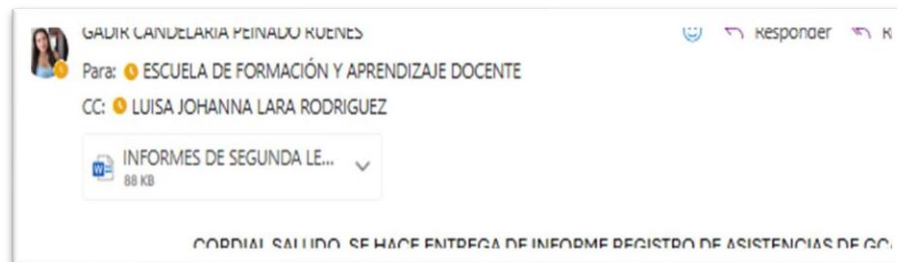 GADIR CANDELARIA PEINADO RUENES
Responder
Para: ESCUELA DE FORMACIÓN Y APRENDIZAJE DOCENTE
CC: LUISA JOHANNA LARA RODRIGUEZ
INFORMES DE SEGUNDA LE...
88 KB
CORDIAL SALUDO, SE HACE ENTREGA DE INFORME REGISTRO DE ASISTENCIAS DE